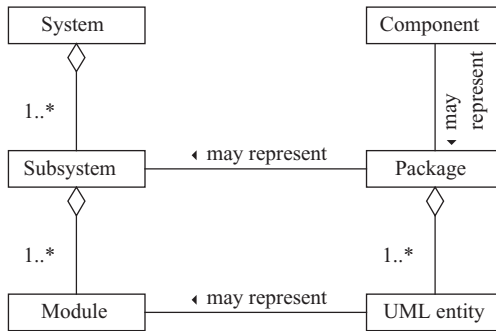 System
Component
1..*
may
represent
Subsystem
may represent
Package
1..*
1..*
Module
may represent
UML entity